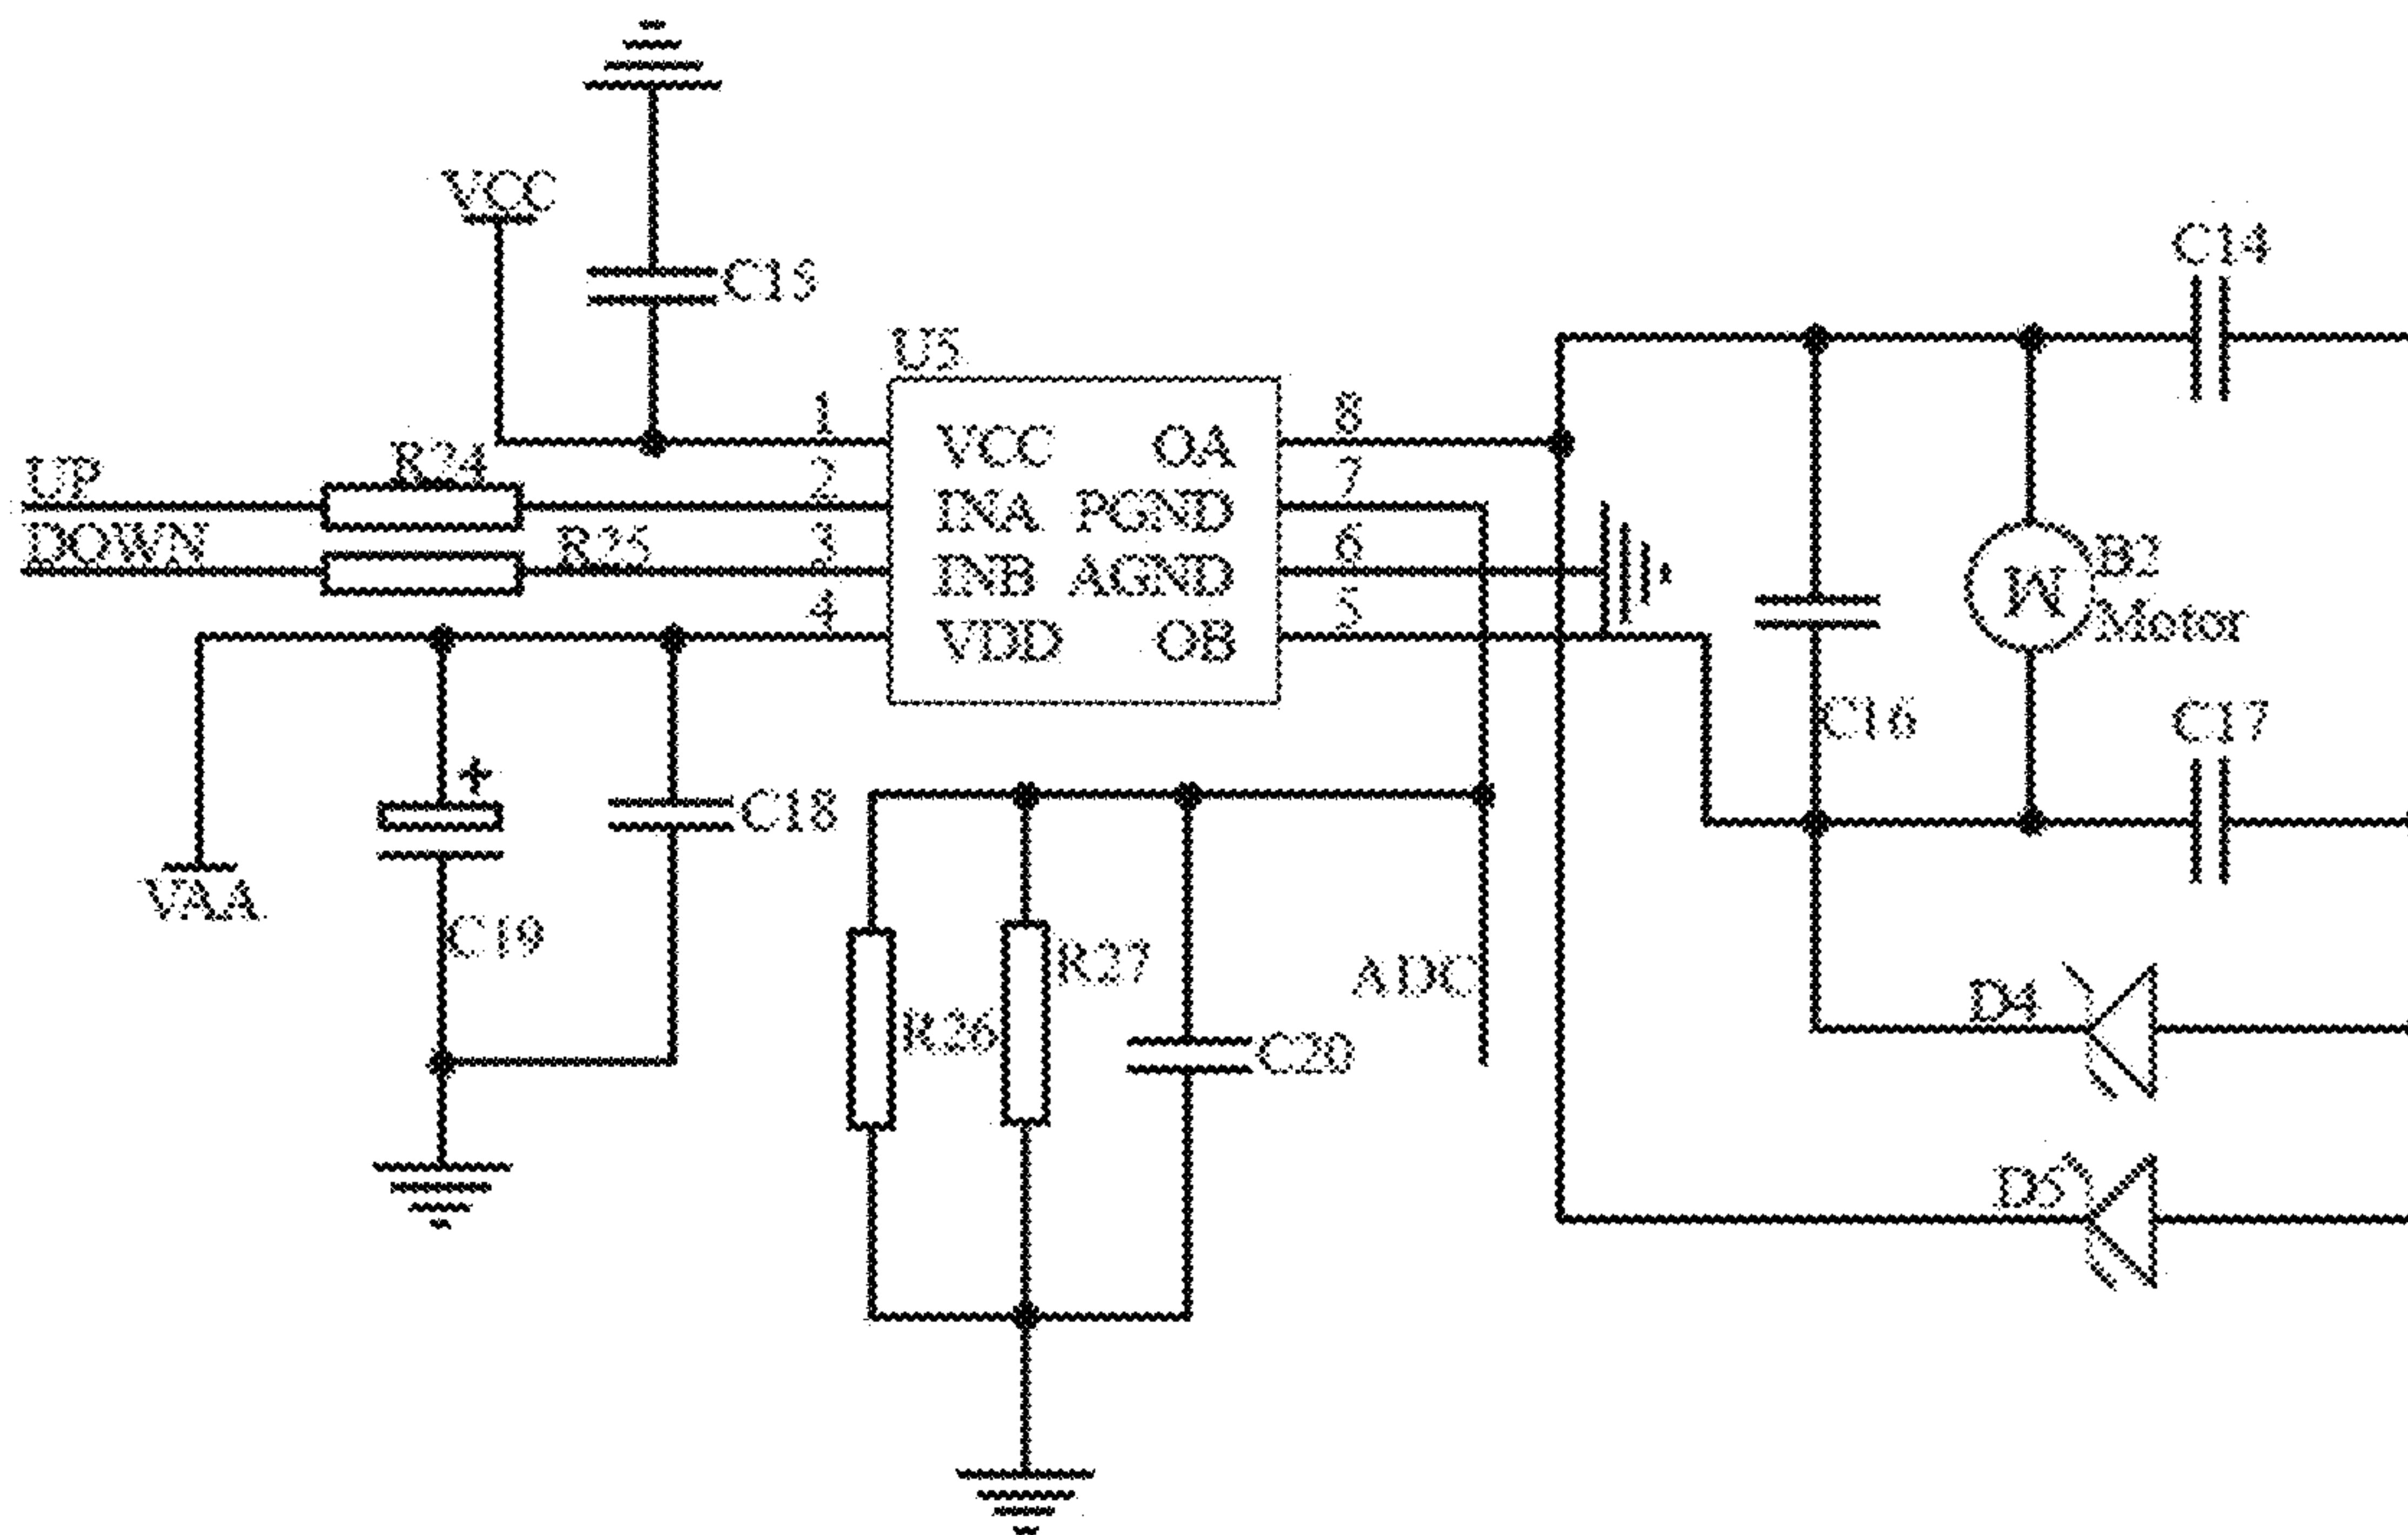 VCC
C15
C14
U5
1
8
VCC
OA
UP
R24
2
7
INA
PGND
DOWN
R25
3
6
INB
AGND
B2
M
Motor
4
5
VDD
OB
C16
C17
+
C18
VAA
C19
R27
ADC
D4
R26
C20
D5